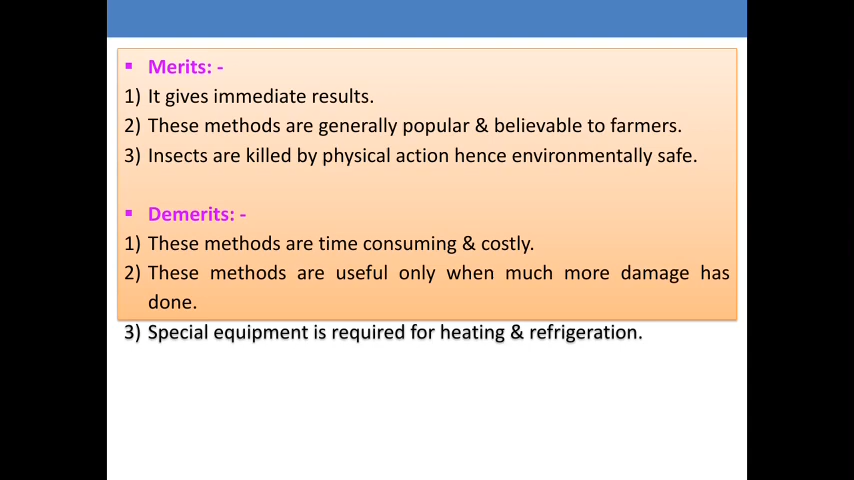 ▪ Merits: -
1) It gives immediate results.
2) These methods are generally popular & believable to farmers.
3) Insects are killed by physical action hence environmentally safe.
▪ Demerits: -
1) These methods are time consuming & costly.
2) These methods are useful only when much more damage has
done.
3) Special equipment is required for heating & refrigeration.